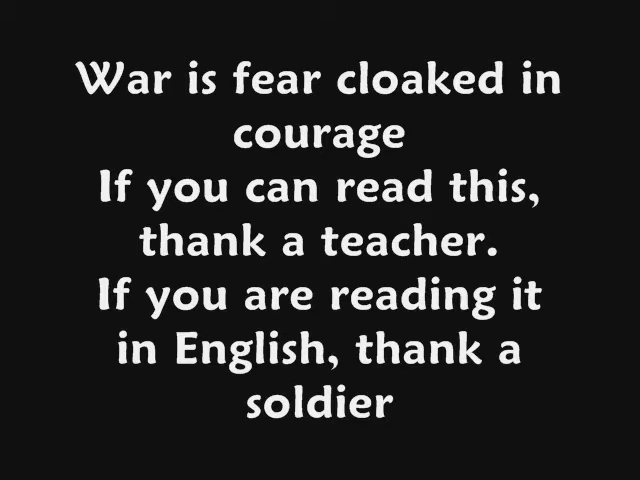 War is fear cloaked in
courage
If you can read this,
thank a teacher.
If you are reading it
in English, thank a
soldier